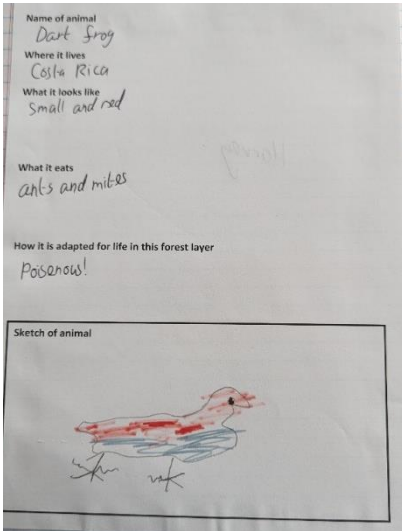 Name of animal
Dart frog
Where it lives
Costa Rica
What it looks like
Small and red
What it eats
ants and mites
How it is adapted for life in this forest layer
Poisenous!
Sketch of animal